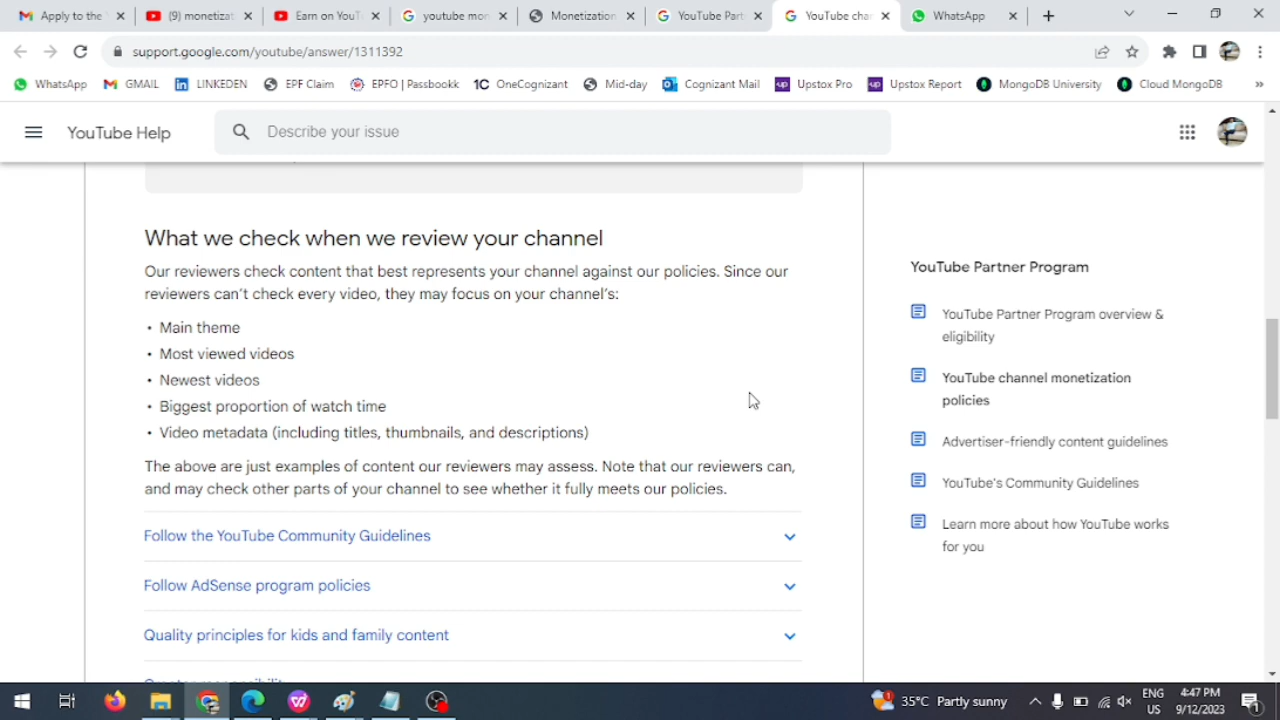 Apply to the Y
(9) monetizat
Earn on YouT
youtube mon
Monetization
YouTube Part
YouTube cha
WhatsApp
support.google.com/youtube/answer/1311392
WhatsApp
GMAIL
LINKEDEN
EPF Claim
EPFO | Passbookk
1C OneCognizant
Mid-day
Cognizant Mail
up Upstox Pro
up Upstox Report
MongoDB University
Cloud MongoDB
»
YouTube Help
Describe your issue
What we check when we review your channel
Our reviewers check content that best represents your channel against our policies. Since our
reviewers can't check every video, they may focus on your channel's:
• Main theme
• Most viewed videos
• Newest videos
• Biggest proportion of watch time
• Video metadata (including titles, thumbnails, and descriptions)
The above are just examples of content our reviewers may assess. Note that our reviewers can,
and may check other parts of your channel to see whether it fully meets our policies.
Follow the YouTube Community Guidelines
Follow AdSense program policies
Quality principles for kids and family content
YouTube Partner Program
YouTube Partner Program overview &
eligibility
YouTube channel monetization
policies
Advertiser-friendly content guidelines
YouTube's Community Guidelines
Learn more about how YouTube works
for you
1
35°C Partly sunny
ENG
US
4:47 PM
9/12/2023
1